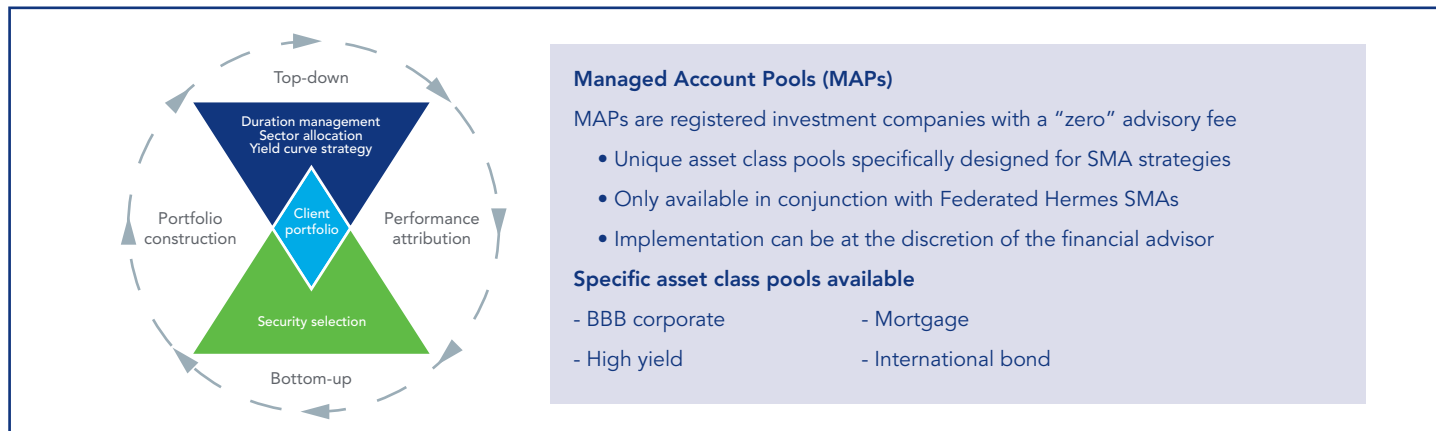 Top-down
Duration management
Sector allocation
Yield curve strategy
Portfolio
construction
Client
portfolio
Performance
attribution
Security selection
Bottom-up
Managed Account Pools (MAPs)
MAPs are registered investment companies with a “zero” advisory fee
• Unique asset class pools specifically designed for SMA strategies
• Only available in conjunction with Federated Hermes SMAs
• Implementation can be at the discretion of the financial advisor
Specific asset class pools available
- BBB corporate - Mortgage
- High yield - International bond